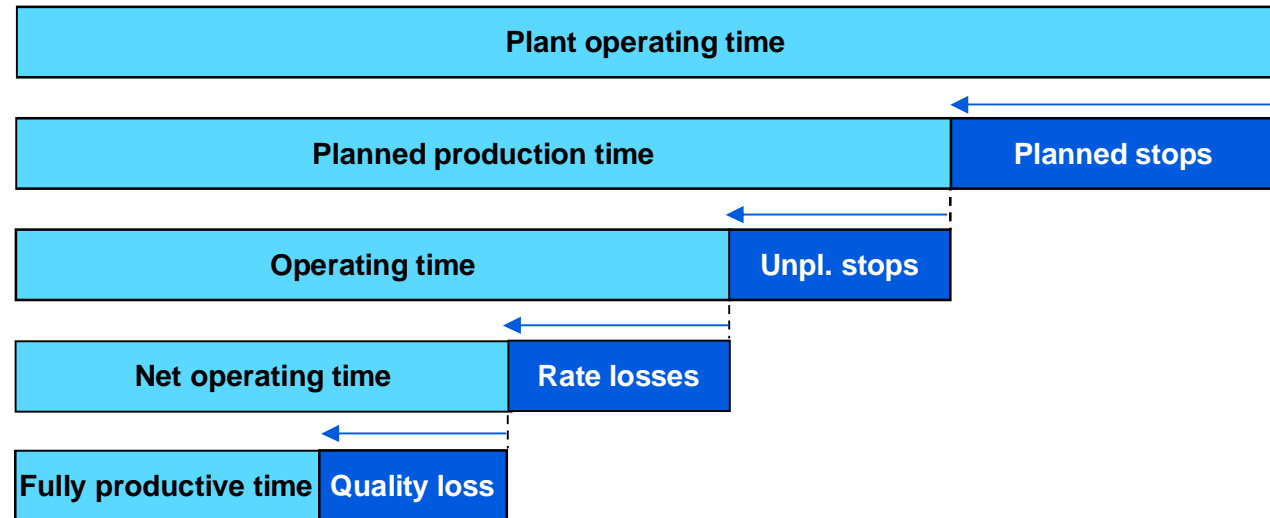 Plant operating time
Planned production time Planned stops
Operating time Unpl. stops
Net operating time Rate losses
Fully productive time Quality loss